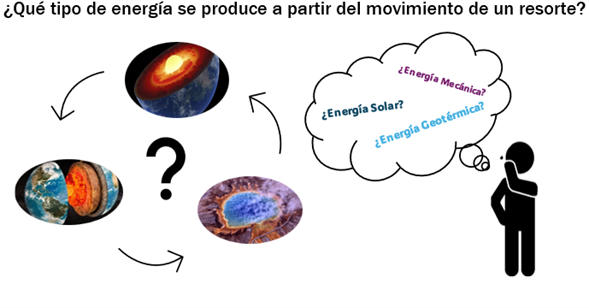 ¿Qué tipo de energía se produce a partir del movimiento de un resorte?
¿Energía Mecánica?
¿Energía Solar?
¿Energía Geotérmica?
?